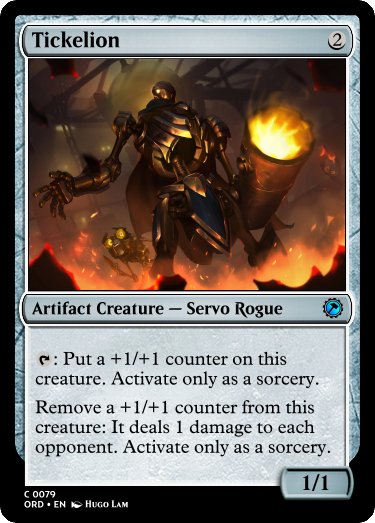 Tickelion 2
Artifact Creature — Servo Rogue
: Put a +1/+1 counter on this
creature. Activate only as a sorcery.
Remove a +1/+1 counter from this
creature: It deals 1 damage to each
opponent. Activate only as a sorcery.
1/1
C 0079
ORD • EN Hugo Lam